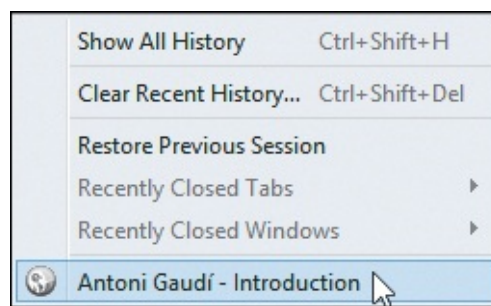 Show All History Ctrl+Shift+H
Clear Recent History... Ctrl+Shift+Del
Restore Previous Session
Recently Closed Tabs
Recently Closed Windows
Antoni Gaudí - Introduction